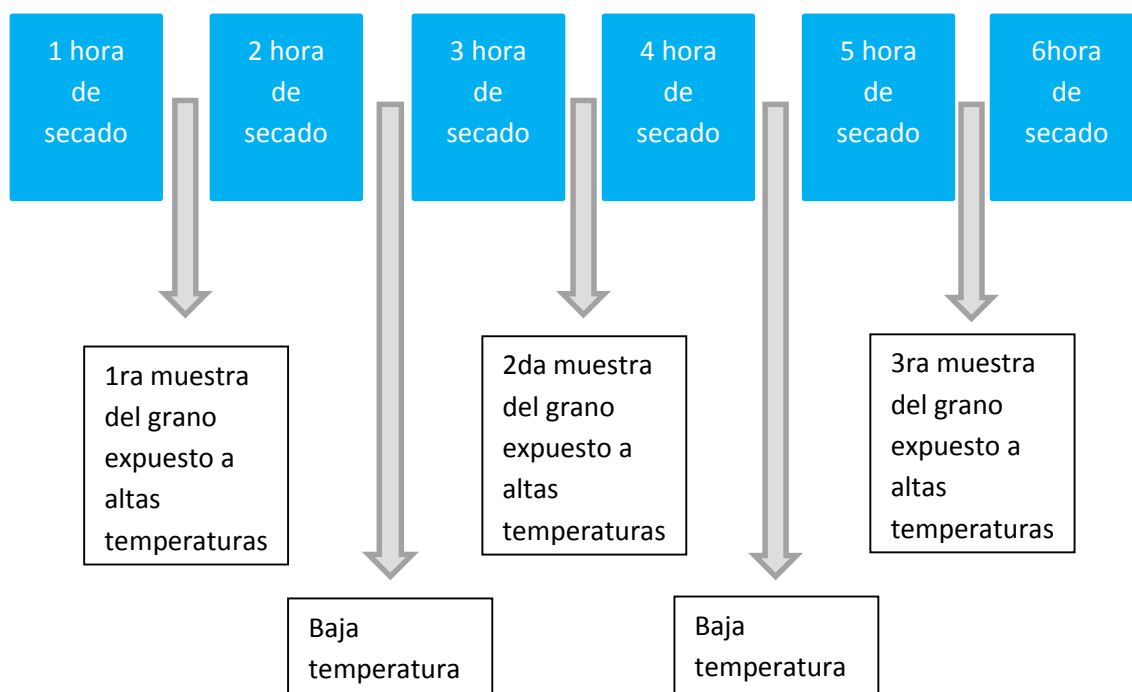 1 hora
de
secado
2 hora
de
secado
3 hora
de
secado
4 hora
de
secado
5 hora
de
secado
6hora
de
secado
1ra muestra
del grano
expuesto a
altas
temperaturas
2da muestra
del grano
expuesto a
altas
temperaturas
3ra muestra
del grano
expuesto a
altas
temperaturas
Baja
temperatura
Baja
temperatura